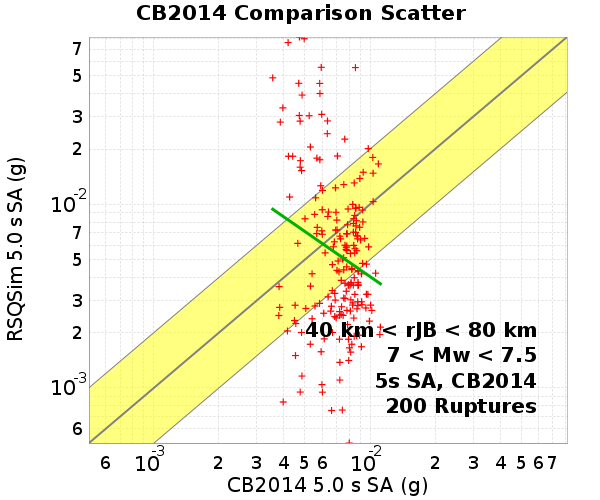 CB2014 Comparison Scatter
RSQSim 5.0 s SA (g)
7
5
3
2
10-2
7
5
3
2
10-3
6
40 km < rJB < 80 km
7 < Mw < 7.5
5s SA, CB2014
200 Ruptures
6 10-3 2 3 4 5 6 10-2 2 3 4 5 6 7
CB2014 5.0 s SA (g)